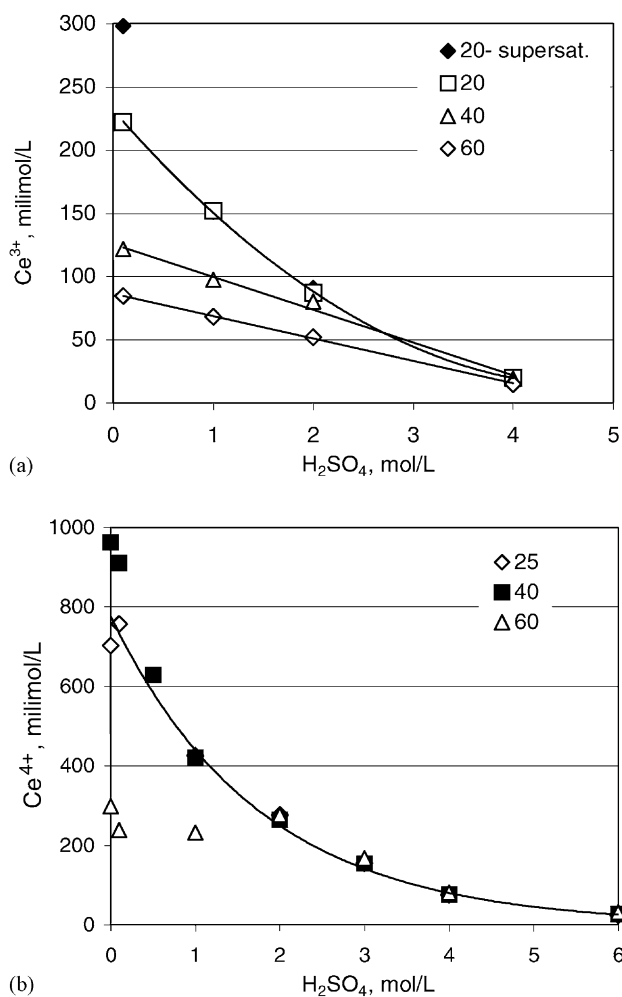 300
250
200
150
100
50
0
Ce3+, milimol/L
20- supersat.
20
40
60
0 1 2 3 4 5
(a) H2SO4, mol/L
1000
800
600
400
200
0
Ce4+, milimol/L
25
40
60
0 1 2 3 4 5 6
(b) H2SO4, mol/L